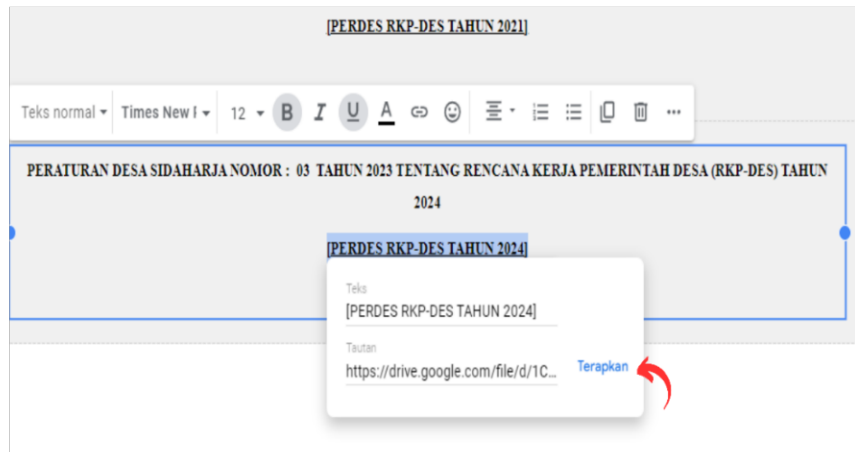 [PERDES RKP-DES TAHUN 2021]
Teks normal Times New 12 B I U A
PERATURAN DESA SIDAHARJA NOMOR : 03 TAHUN 2023 TENTANG RENCANA KERJA PEMERINTAH DESA (RKP-DES) TAHUN
2024
[PERDES RKP-DES TAHUN 2024]
Teks
[PERDES RKP-DES TAHUN 2024]
Tautan
https://drive.google.com/file/d/1C... Terapkan